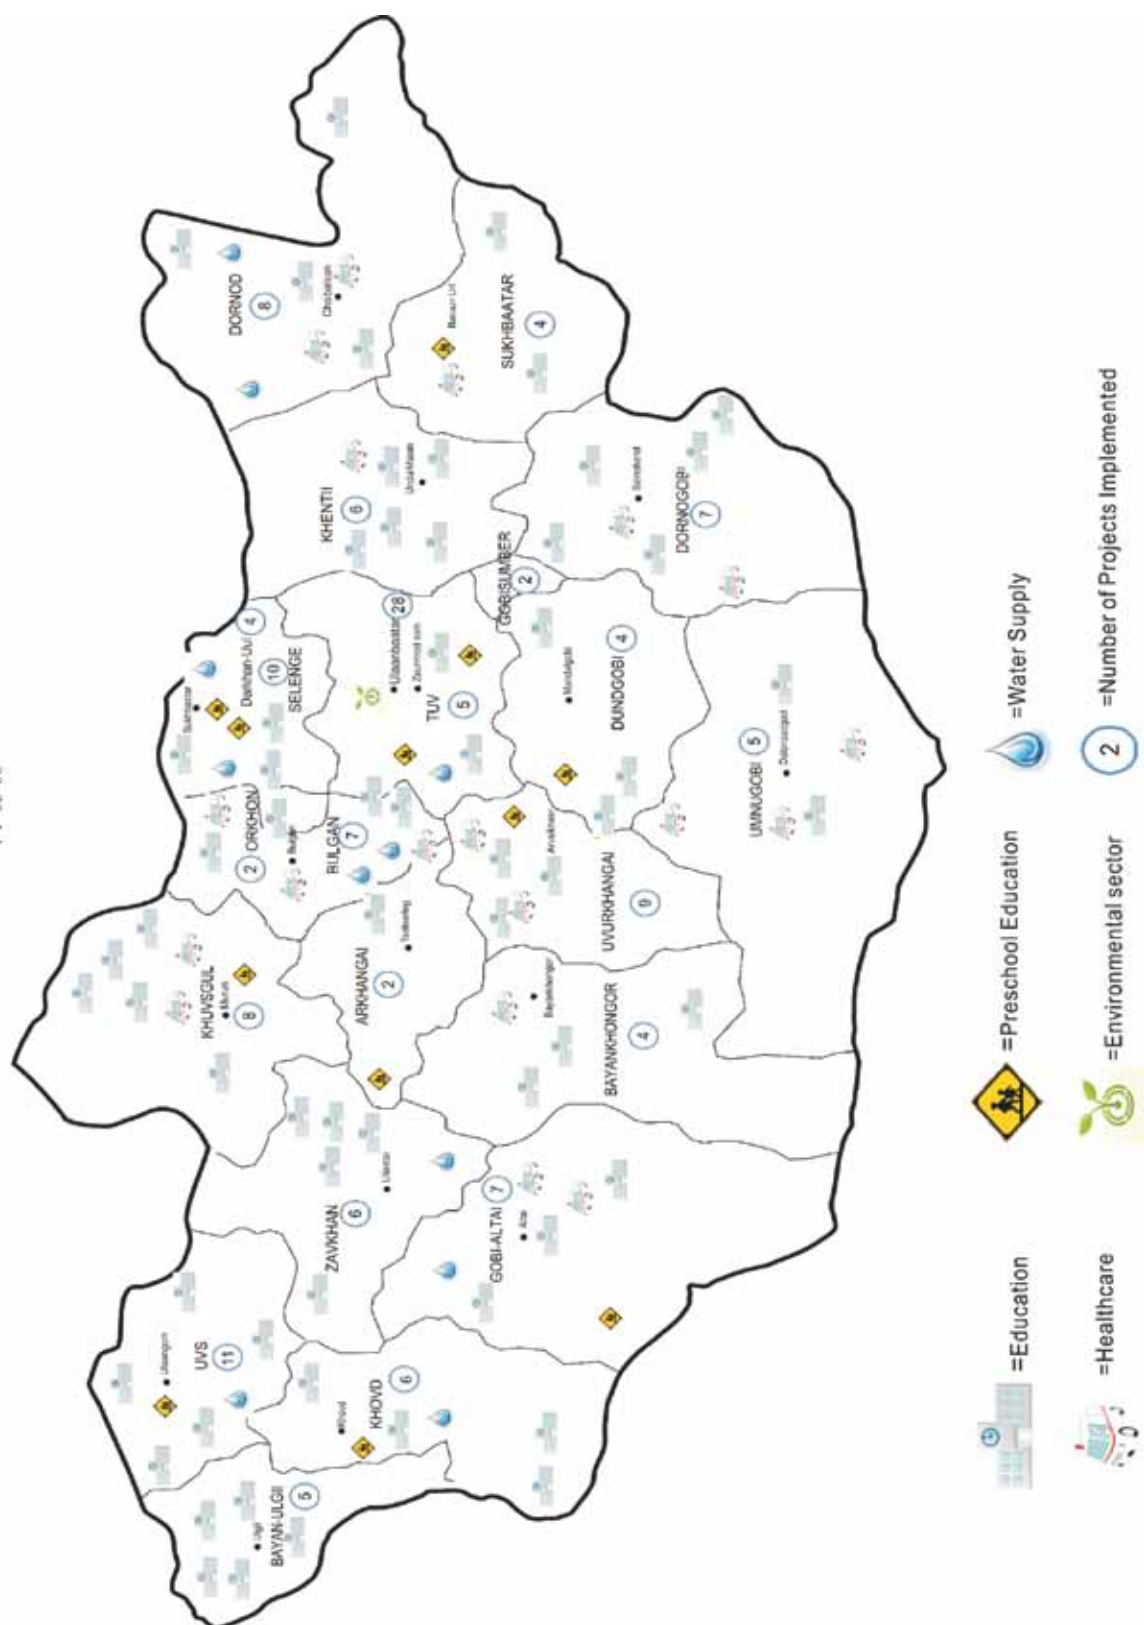 DORNOD
8
Choibalsan
SUKHBAATAR
4
Baruun Urt
KHENTII
6
Undurkhaan
DORNOGOBI
7
Sainshand
GOBISUMBER
2
DUNDGOBI
4
Mandalgobi
Sukhbaatar
Darkhan-Uul
4
10
SELENGE
Ulaanbaatar
28
Zuunmod sum
TUV
5
UMNUGOBI
5
Dalanzadgad
2
ORKHON
Bulgan
BULGAN
7
UVURKHANGAI
9
Arvaikheer
ARKHANGAI
2
Tsetserleg
KHUVSGUL
Murun
8
BAYANKHONGOR
4
Bayankhongor
ZAVKHAN
6
Uliastai
GOBI-ALTAI
7
Altai
UVS
11
Ulaangom
KHOVD
6
Khovd
BAYAN-ULGII
5
Ulgii
=Education
=Preschool Education
=Water Supply
=Healthcare
=Environmental sector
2
=Number of Projects Implemented